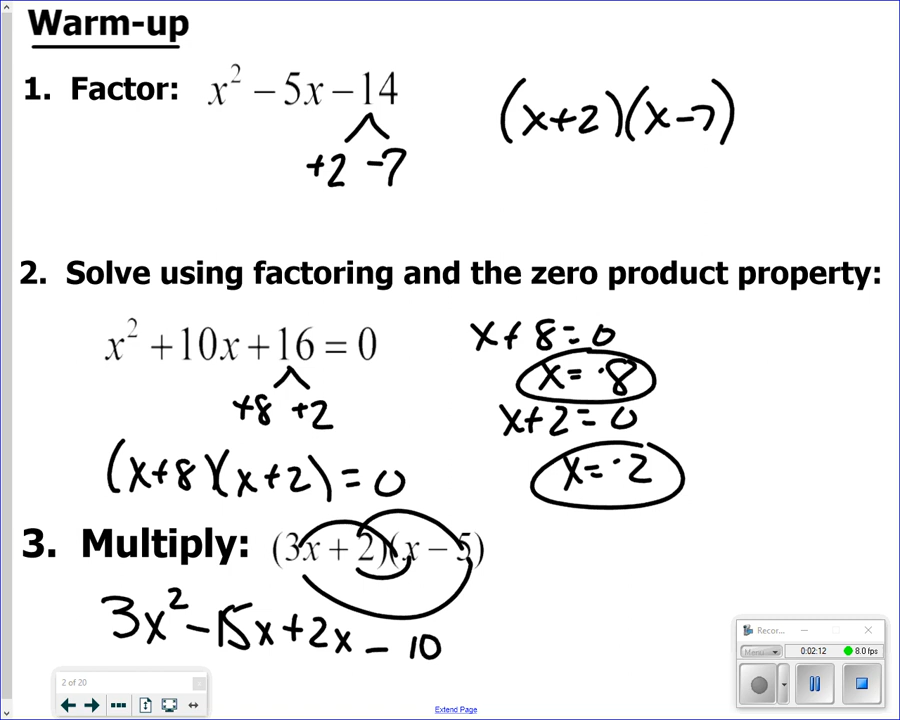 Warm-up
1. Factor: x² − 5x − 14
(x+2)(x−7)
+2 −7
2. Solve using factoring and the zero product property:
x² + 10x + 16 = 0
x+8=0
x=-8
+8 +2
x+2=0
(x+8)(x+2)=0
x=-2
3. Multiply: (3x + 2)(x − 5)
3x² − 15x + 2x − 10
Recor...
Menu
0:02:12
8.0 fps
2 of 20
Extend Page